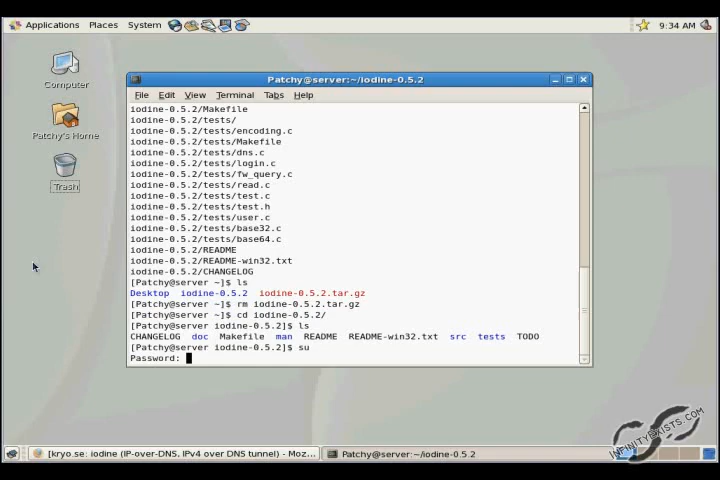 Applications Places System
9:34 AM
Computer
Patchy's Home
Trash
Patchy@server:~/iodine-0.5.2
File Edit View Terminal Tabs Help
iodine-0.5.2/Makefile
iodine-0.5.2/tests/
iodine-0.5.2/tests/encoding.c
iodine-0.5.2/tests/Makefile
iodine-0.5.2/tests/dns.c
iodine-0.5.2/tests/login.c
iodine-0.5.2/tests/fw_query.c
iodine-0.5.2/tests/read.c
iodine-0.5.2/tests/test.c
iodine-0.5.2/tests/test.h
iodine-0.5.2/tests/user.c
iodine-0.5.2/tests/base32.c
iodine-0.5.2/tests/base64.c
iodine-0.5.2/README
iodine-0.5.2/README-win32.txt
iodine-0.5.2/CHANGELOG
[Patchy@server ~]$ ls
Desktop iodine-0.5.2 iodine-0.5.2.tar.gz
[Patchy@server ~]$ rm iodine-0.5.2.tar.gz
[Patchy@server ~]$ cd iodine-0.5.2/
[Patchy@server iodine-0.5.2]$ ls
CHANGELOG doc Makefile man README README-win32.txt src tests TODO
[Patchy@server iodine-0.5.2]$ su
Password:
INFINITYEXISTS.COM
[kryo.se: iodine (IP-over-DNS, IPv4 over DNS tunnel) - Moz...
Patchy@server:~/iodine-0.5.2